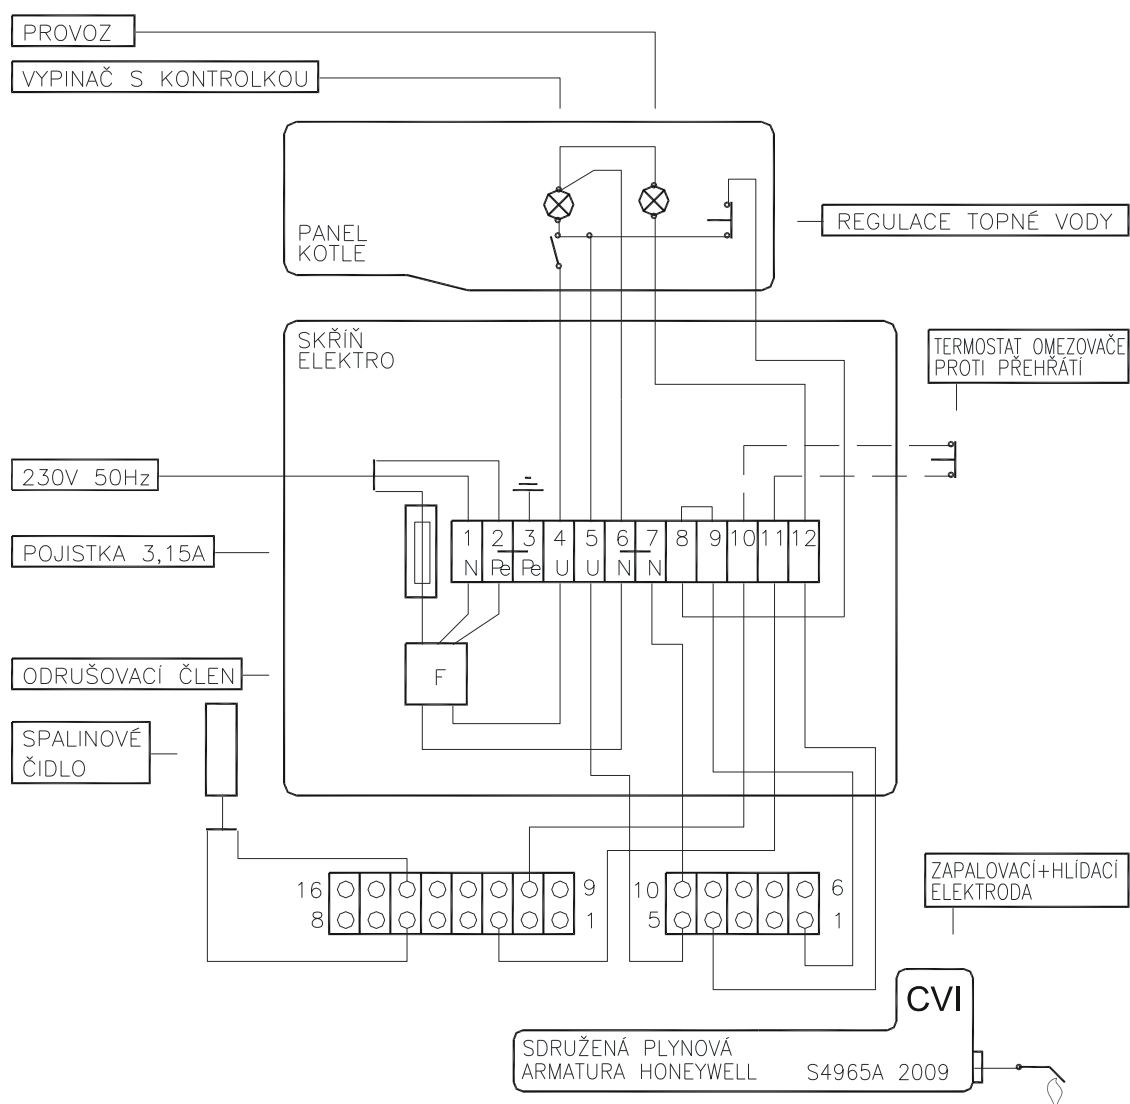 PROVOZ
VYPINAČ S KONTROLKOU
PANEL
KOTLE
REGULACE TOPNÉ VODY
SKŘÍŇ
ELEKTRO
TERMOSTAT OMEZOVAČE
PROTI PŘEHŘÁTÍ
230V 50Hz
POJISTKA 3,15A
1 2 3 4 5 6 7 8 9 10 11 12
N Pe Pe U U N N
ODRUŠOVACÍ ČLEN
F
SPALINOVÉ
ČIDLO
16 9 10 6
8 1 5 1
ZAPALOVACÍ+HLÍDACÍ
ELEKTRODA
CVI
SDRUŽENÁ PLYNOVÁ
ARMATURA HONEYWELL S4965A 2009